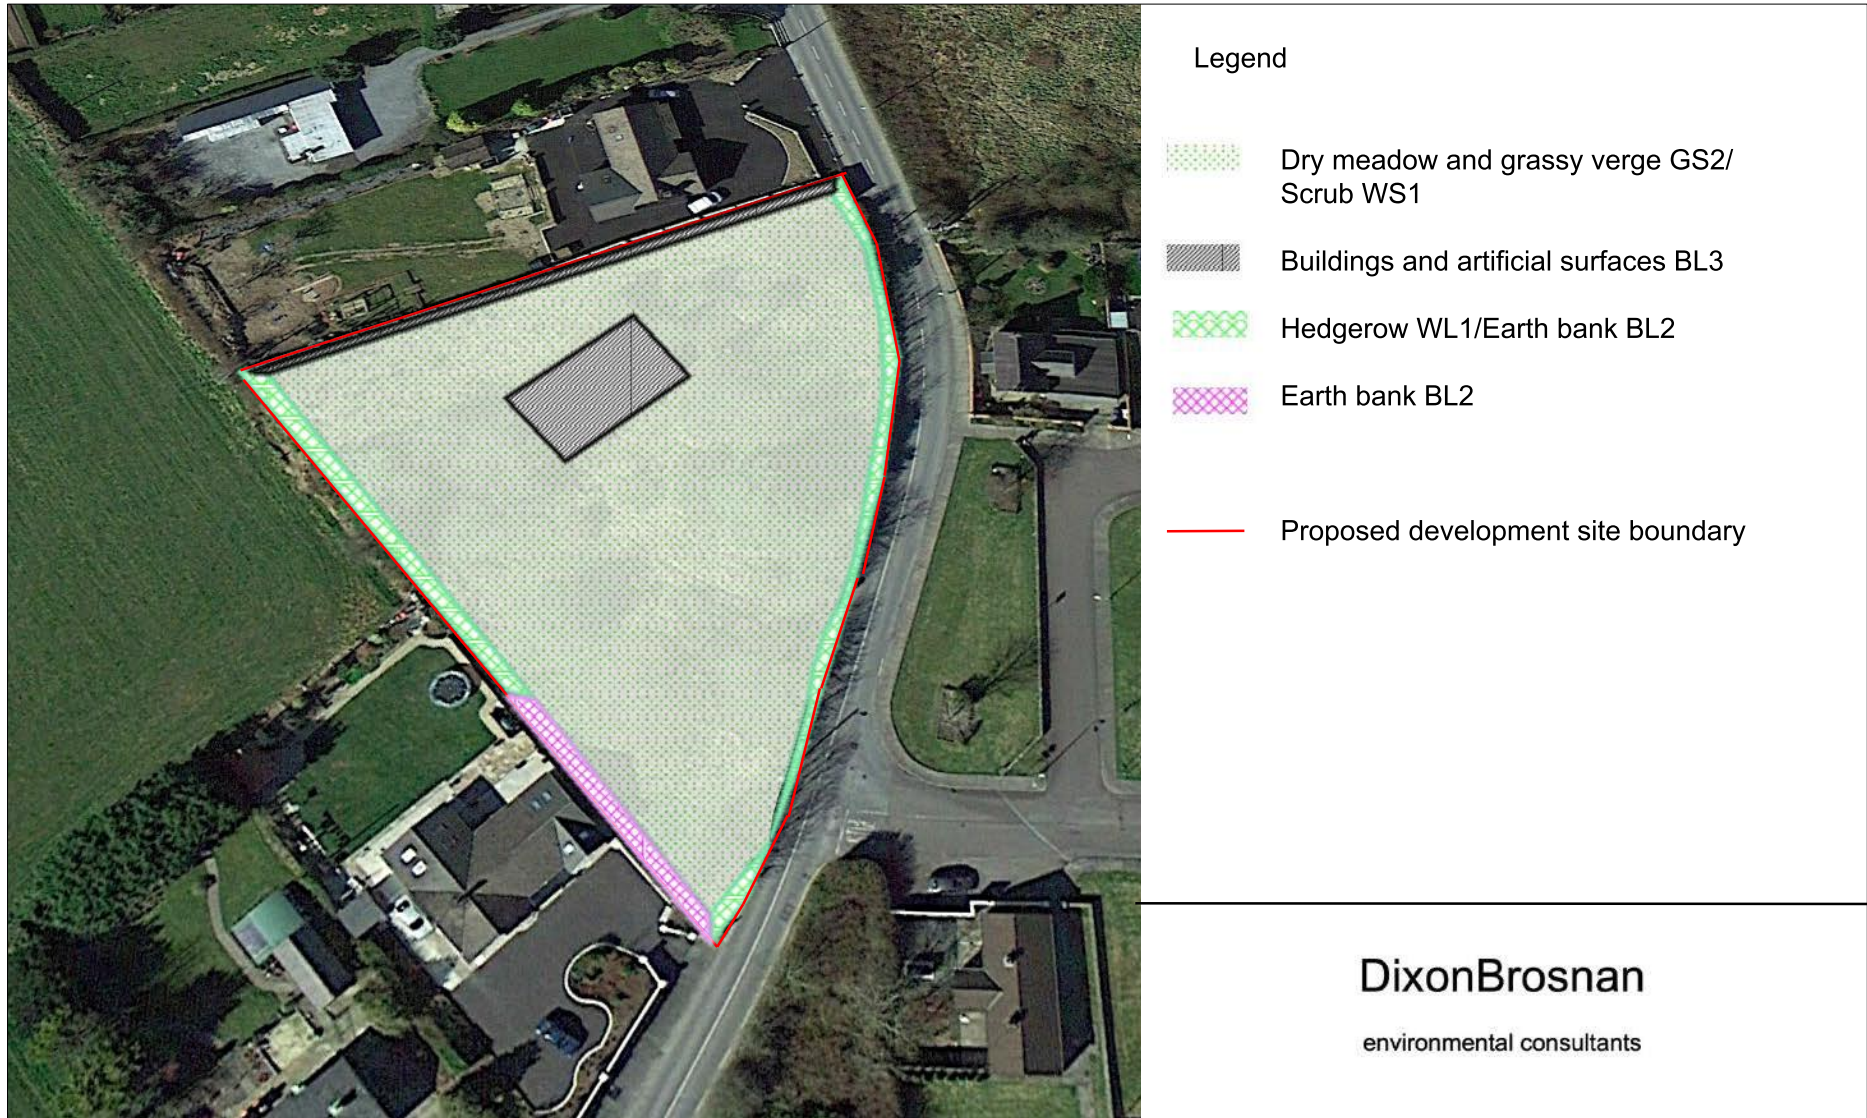 Legend
Dry meadow and grassy verge GS2/
Scrub WS1
Buildings and artificial surfaces BL3
Hedgerow WL1/Earth bank BL2
Earth bank BL2
Proposed development site boundary
DixonBrosnan
environmental consultants